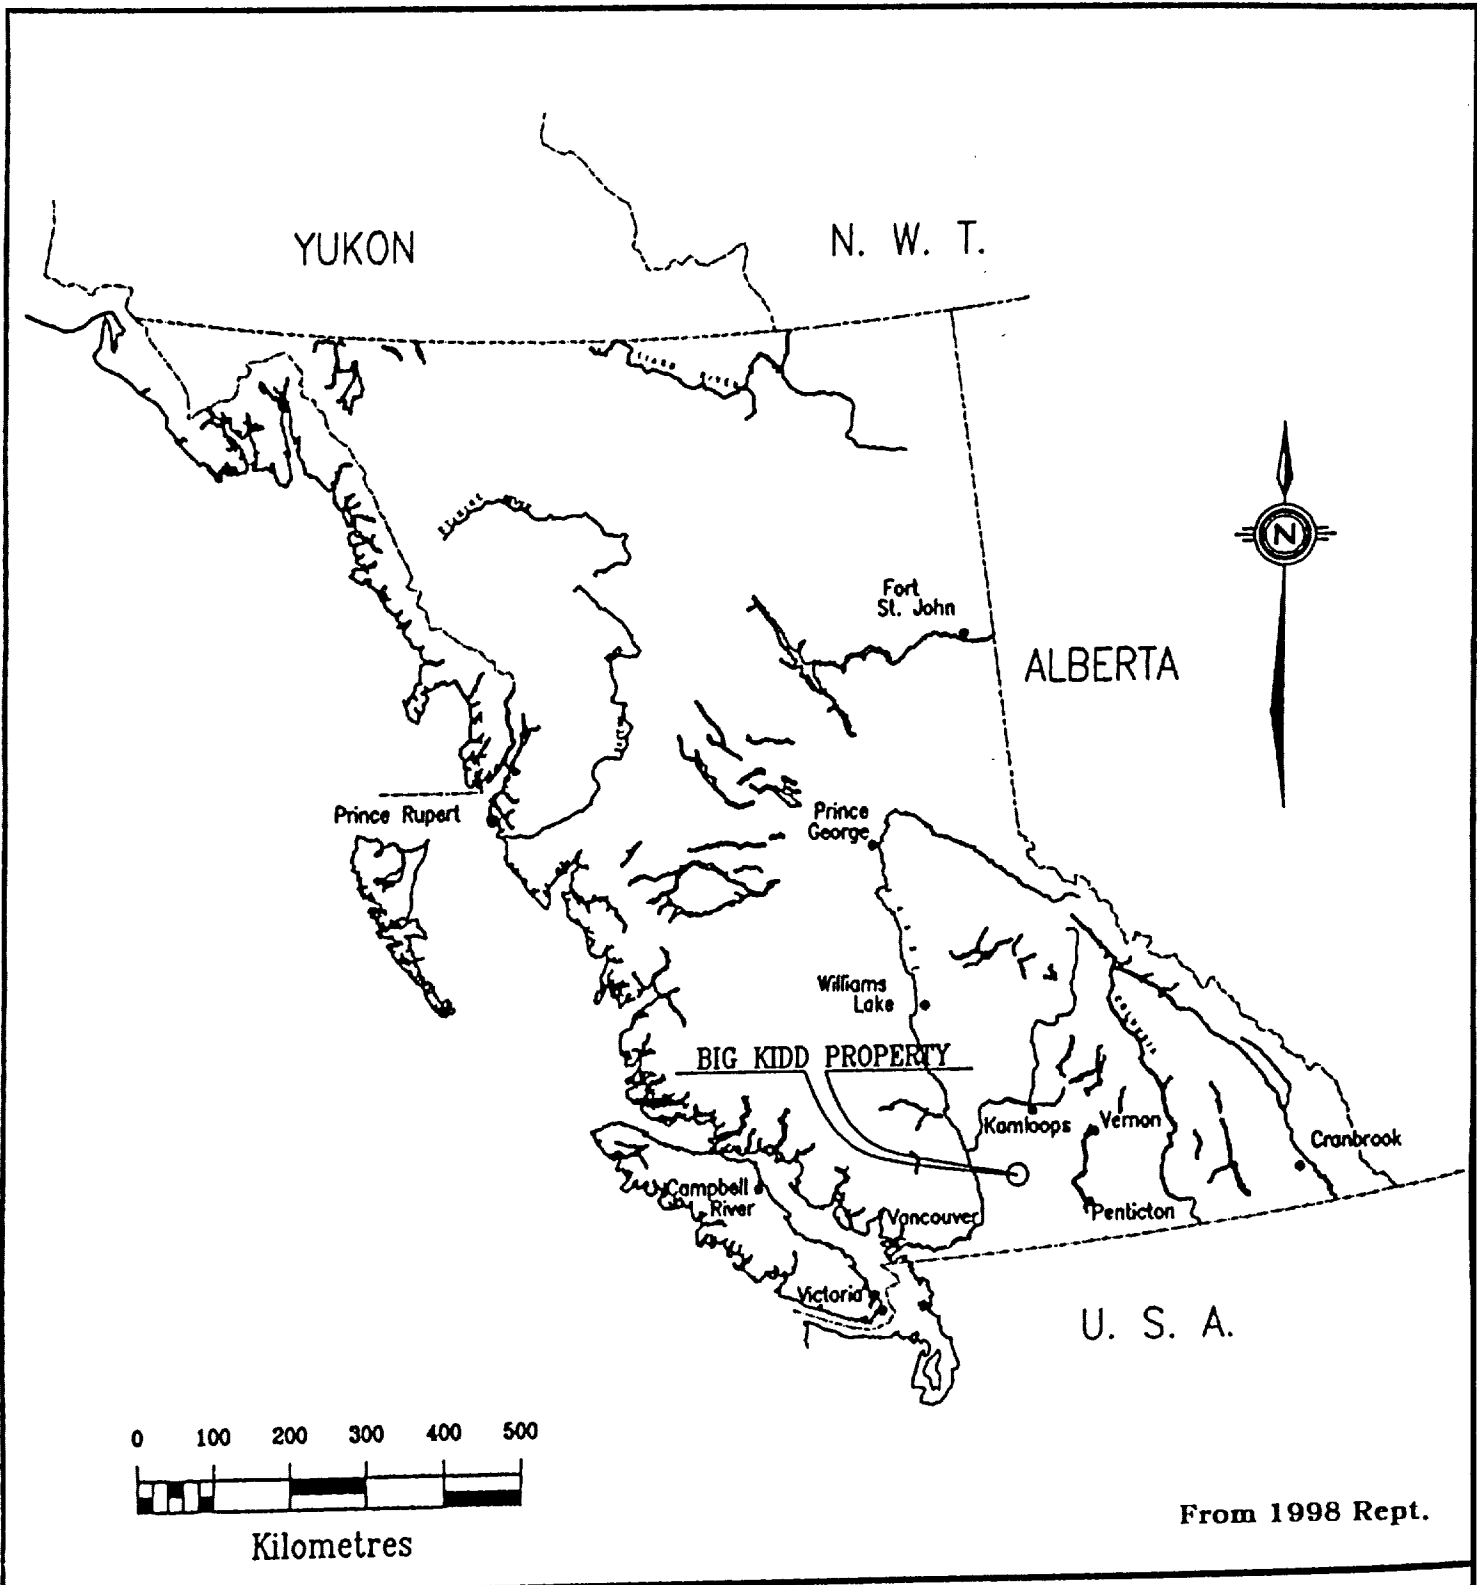 YUKON
N. W. T.
N
Fort
St. John
ALBERTA
Prince Rupert
Prince
George
Williams
Lake
COLUMBIA
BIG KIDD PROPERTY
Kamloops
Vernon
Cranbrook
Campbell
River
Vancouver
Penticton
Victoria
U. S. A.
0 100 200 300 400 500
Kilometres
From 1998 Rept.